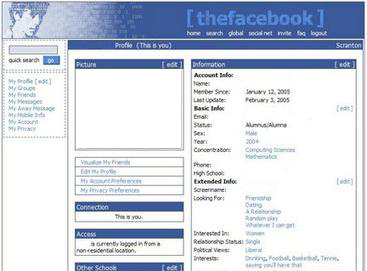 [ thefacebook ]
home search global social net invite faq logout
quick search go
My Profile [ edit ]
My Groups
My Friends
My Messages
My Away Message
My Mobile Info
My Account
My Privacy
Profile (This is you) Scranton
Picture [ edit ]
Visualize My Friends
Edit My Profile
My Account Preferences
My Privacy Preferences
Connection
This is you.
Access
is currently logged in from a
non-residential location.
Other Schools [ edit ]
Information [ edit ]
Account Info:
Name:
Member Since: January 12, 2005
Last Update: February 3, 2005
Basic Info: [ edit ]
Email:
Status: Alumnus/Alumna
Sex: Male
Year: 2004
Concentration: Computing Sciences
Mathematics
Phone:
High School:
Extended Info: [ edit ]
Screenname:
Looking For: Friendship
Dating
A Relationship
Random play
Whatever I can get
Interested In: Women
Relationship Status: Single
Political Views: Liberal
Interests: Drinking, Football, Basketball, Tennis,
saying you'll have that